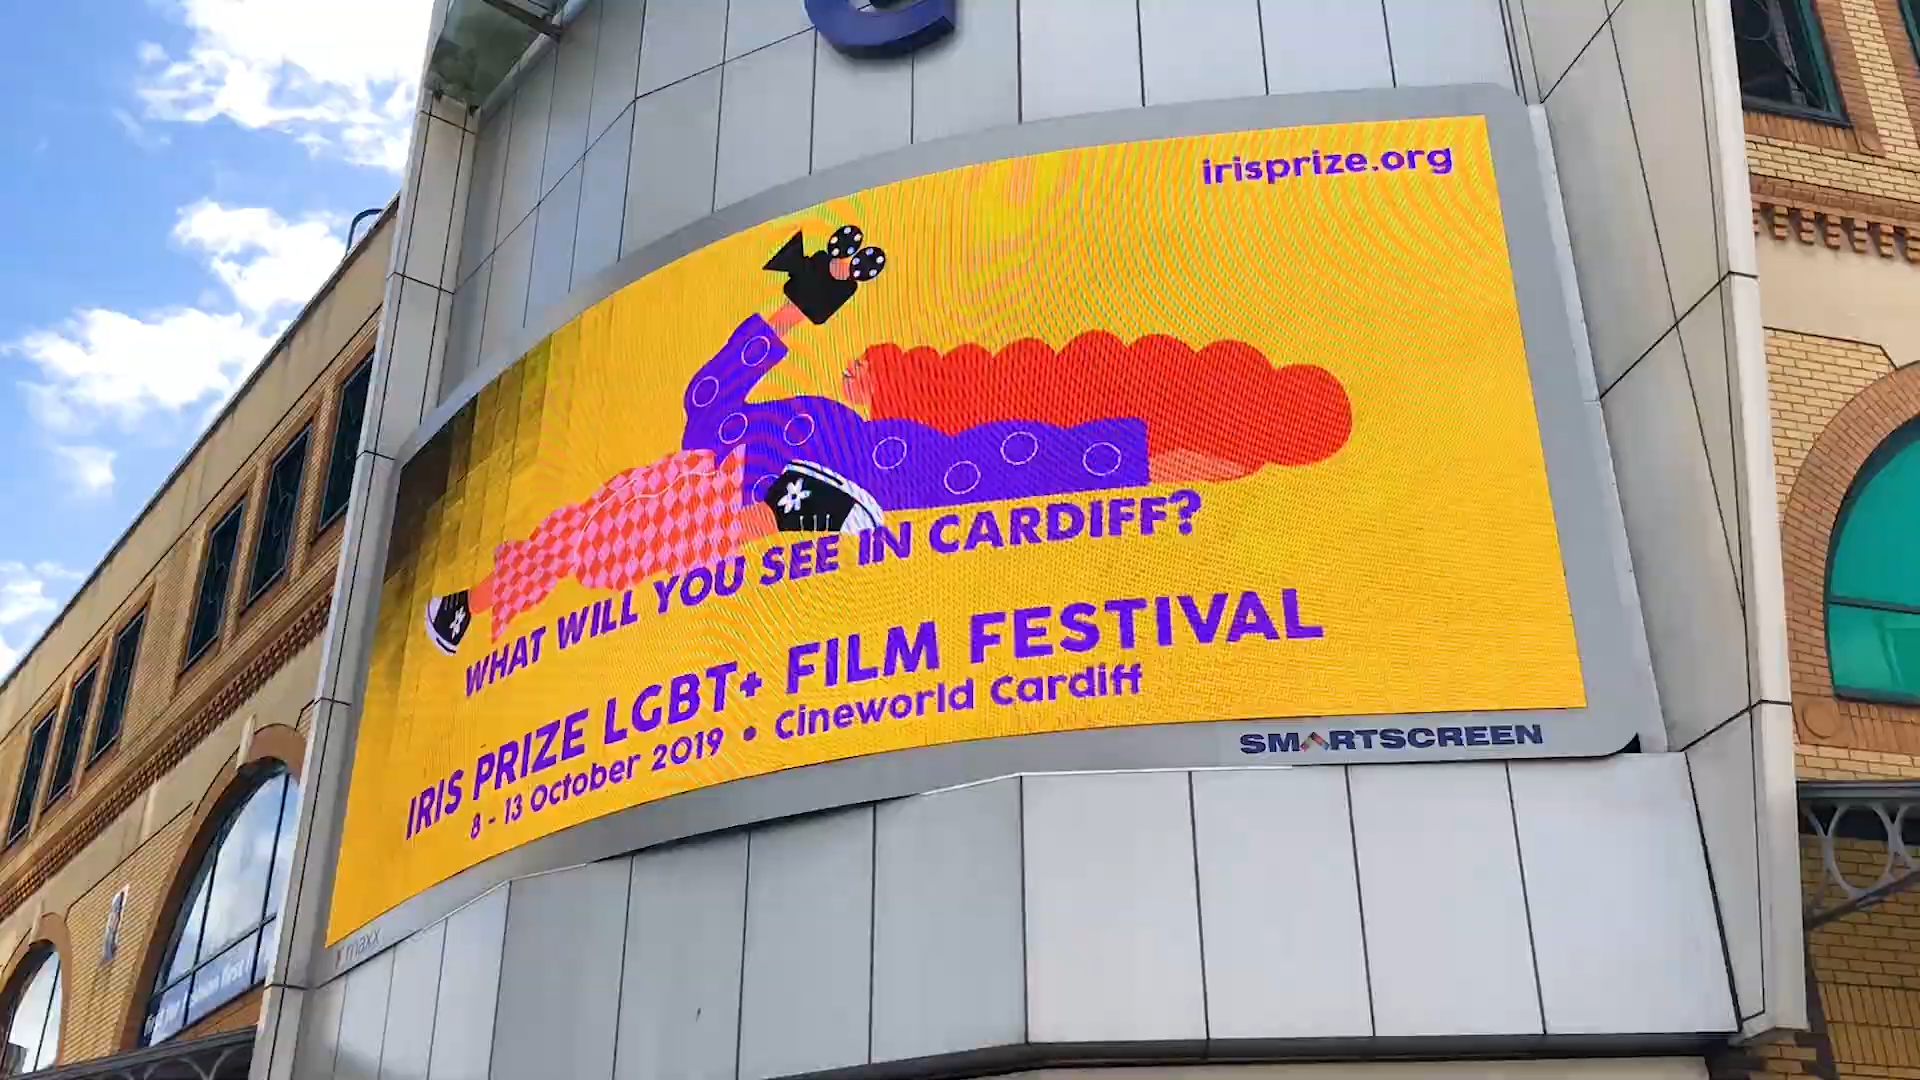 irisprize.org
WHAT WILL YOU SEE IN CARDIFF?
IRIS PRIZE LGBT+ FILM FESTIVAL
8 - 13 October 2019 • Cineworld Cardiff
SMARTSCREEN
maxx